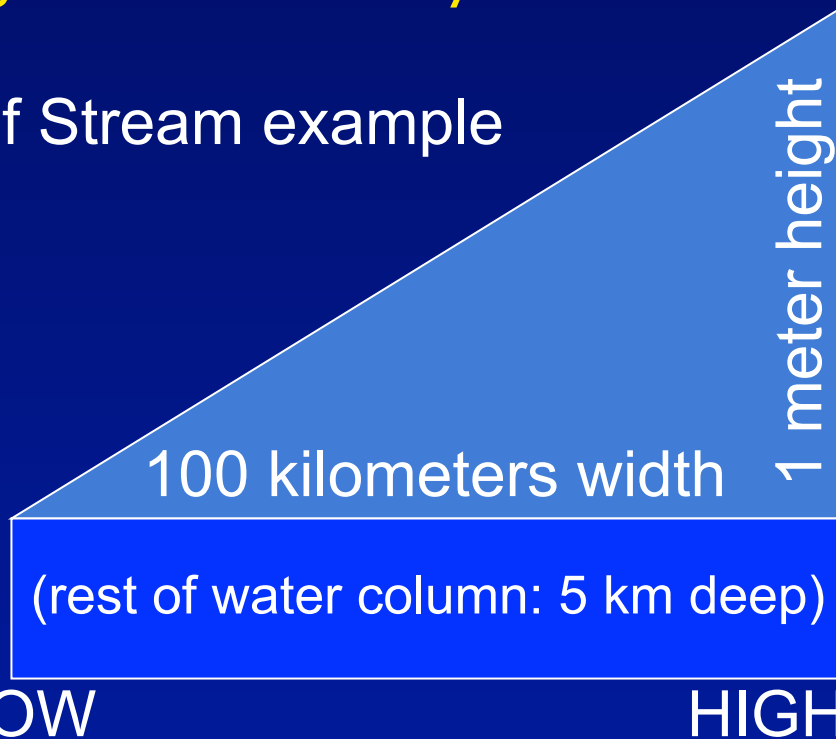 f Stream example
1 meter height
100 kilometers width
(rest of water column: 5 km deep)
OW
HIGH